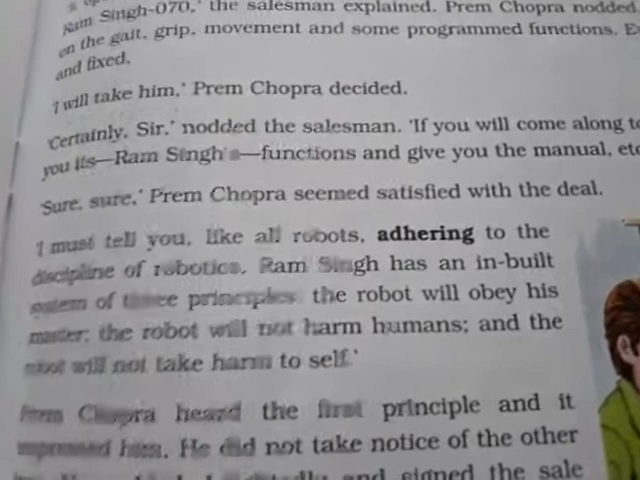 Ram Singh-070,' the salesman explained. Prem Chopra nodded.
on the gait, grip, movement and some programmed functions.
and fixed.
'I will take him,' Prem Chopra decided.
'Certainly, Sir,' nodded the salesman. 'If you will come along to
you its—Ram Singh's—functions and give you the manual, etc
'Sure, sure,' Prem Chopra seemed satisfied with the deal.
'I must tell you, like all robots, adhering to the
discipline of robotics, Ram Singh has an in-built
system of three principles: the robot will obey his
master; the robot will not harm humans; and the
robot will not take harm to self.'
Prem Chopra heard the first principle and it
impressed him. He did not take notice of the other
and signed the sale